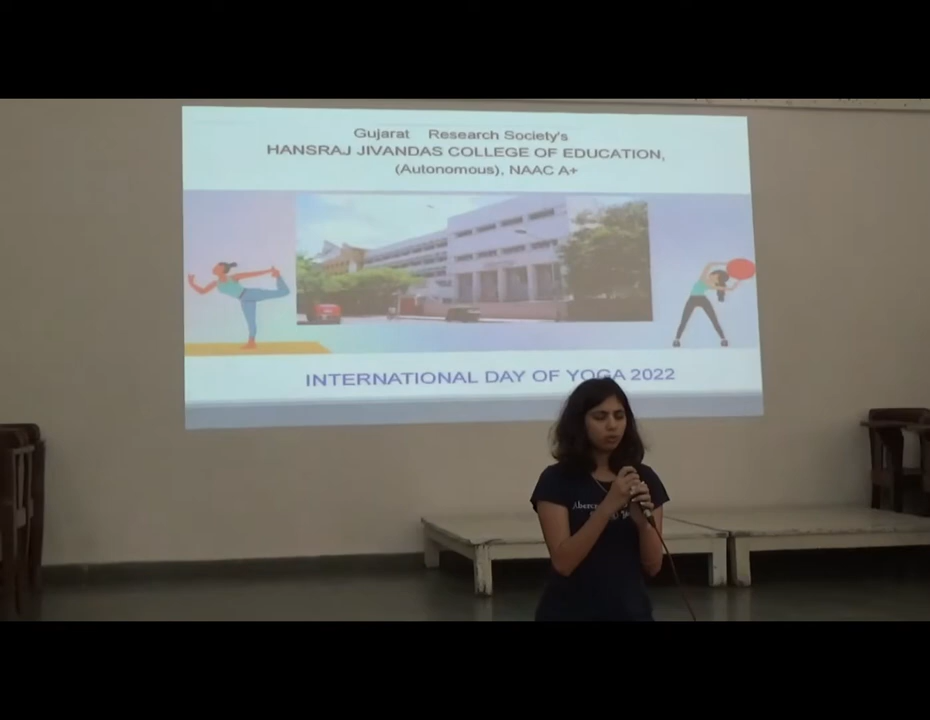 Gujarat Research Society's
HANSRAJ JIVANDAS COLLEGE OF EDUCATION,
(Autonomous), NAAC A+
INTERNATIONAL DAY OF YOGA 2022